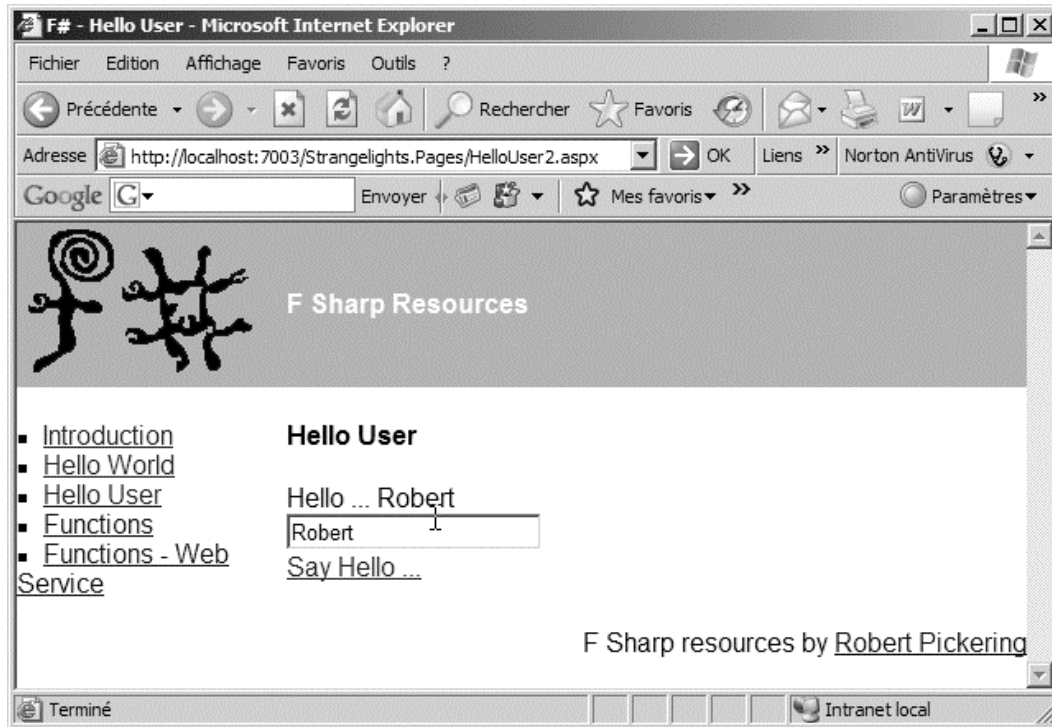 F# - Hello User - Microsoft Internet Explorer
Fichier Edition Affichage Favoris Outils ?
Précédente Rechercher Favoris W »
Adresse http://localhost:7003/Strangelights.Pages/HelloUser2.aspx OK Liens » Norton AntiVirus
Google G Envoyer Mes favoris » Paramètres
F Sharp Resources
Introduction
Hello World
Hello User
Functions
Functions - Web
Service
Hello User
Hello ... Robert
Robert
Say Hello ...
F Sharp resources by Robert Pickering
Terminé Intranet local